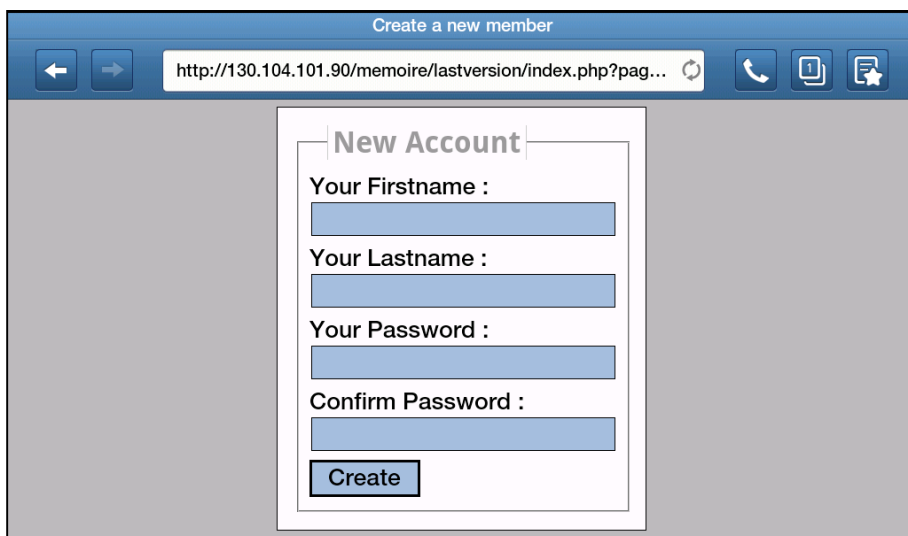 Create a new member
http://130.104.101.90/memoire/lastversion/index.php?pag...
1
New Account
Your Firstname :
Your Lastname :
Your Password :
Confirm Password :
Create